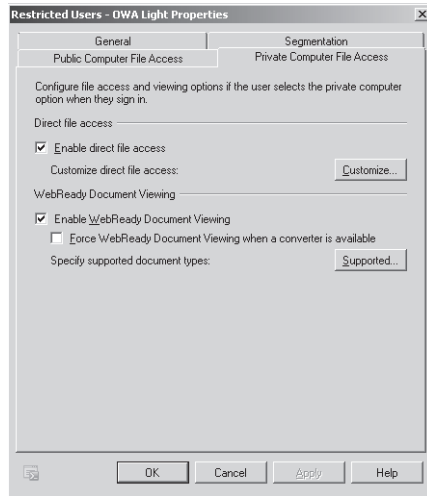 Restricted Users - OWA Light Properties
General
Segmentation
Public Computer File Access
Private Computer File Access
Configure file access and viewing options if the user selects the private computer
option when they sign in.
Direct file access
Enable direct file access
Customize direct file access:
Customize...
WebReady Document Viewing
Enable WebReady Document Viewing
Force WebReady Document Viewing when a converter is available
Specify supported document types:
Supported...
OK
Cancel
Apply
Help